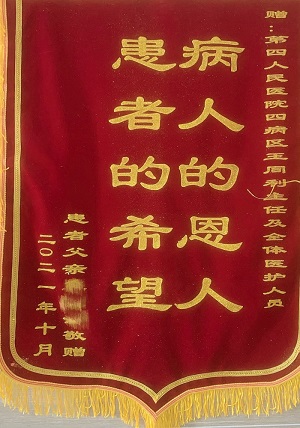 赠：第四人民医院四病区王同利主任及全体医护人员
病人的恩人
患者的希望
患者父亲敬赠
二〇二一年十月